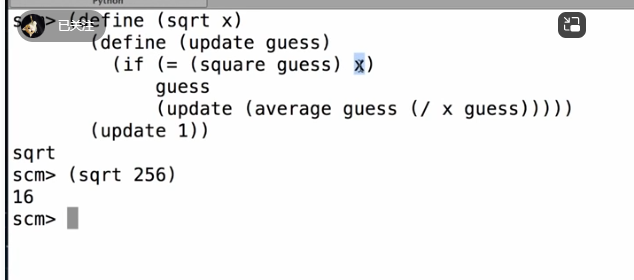 Python
scm> (define (sqrt x)
已关注
(define (update guess)
(if (= (square guess) x)
guess
(update (average guess (/ x guess)))))
(update 1))
sqrt
scm> (sqrt 256)
16
scm>